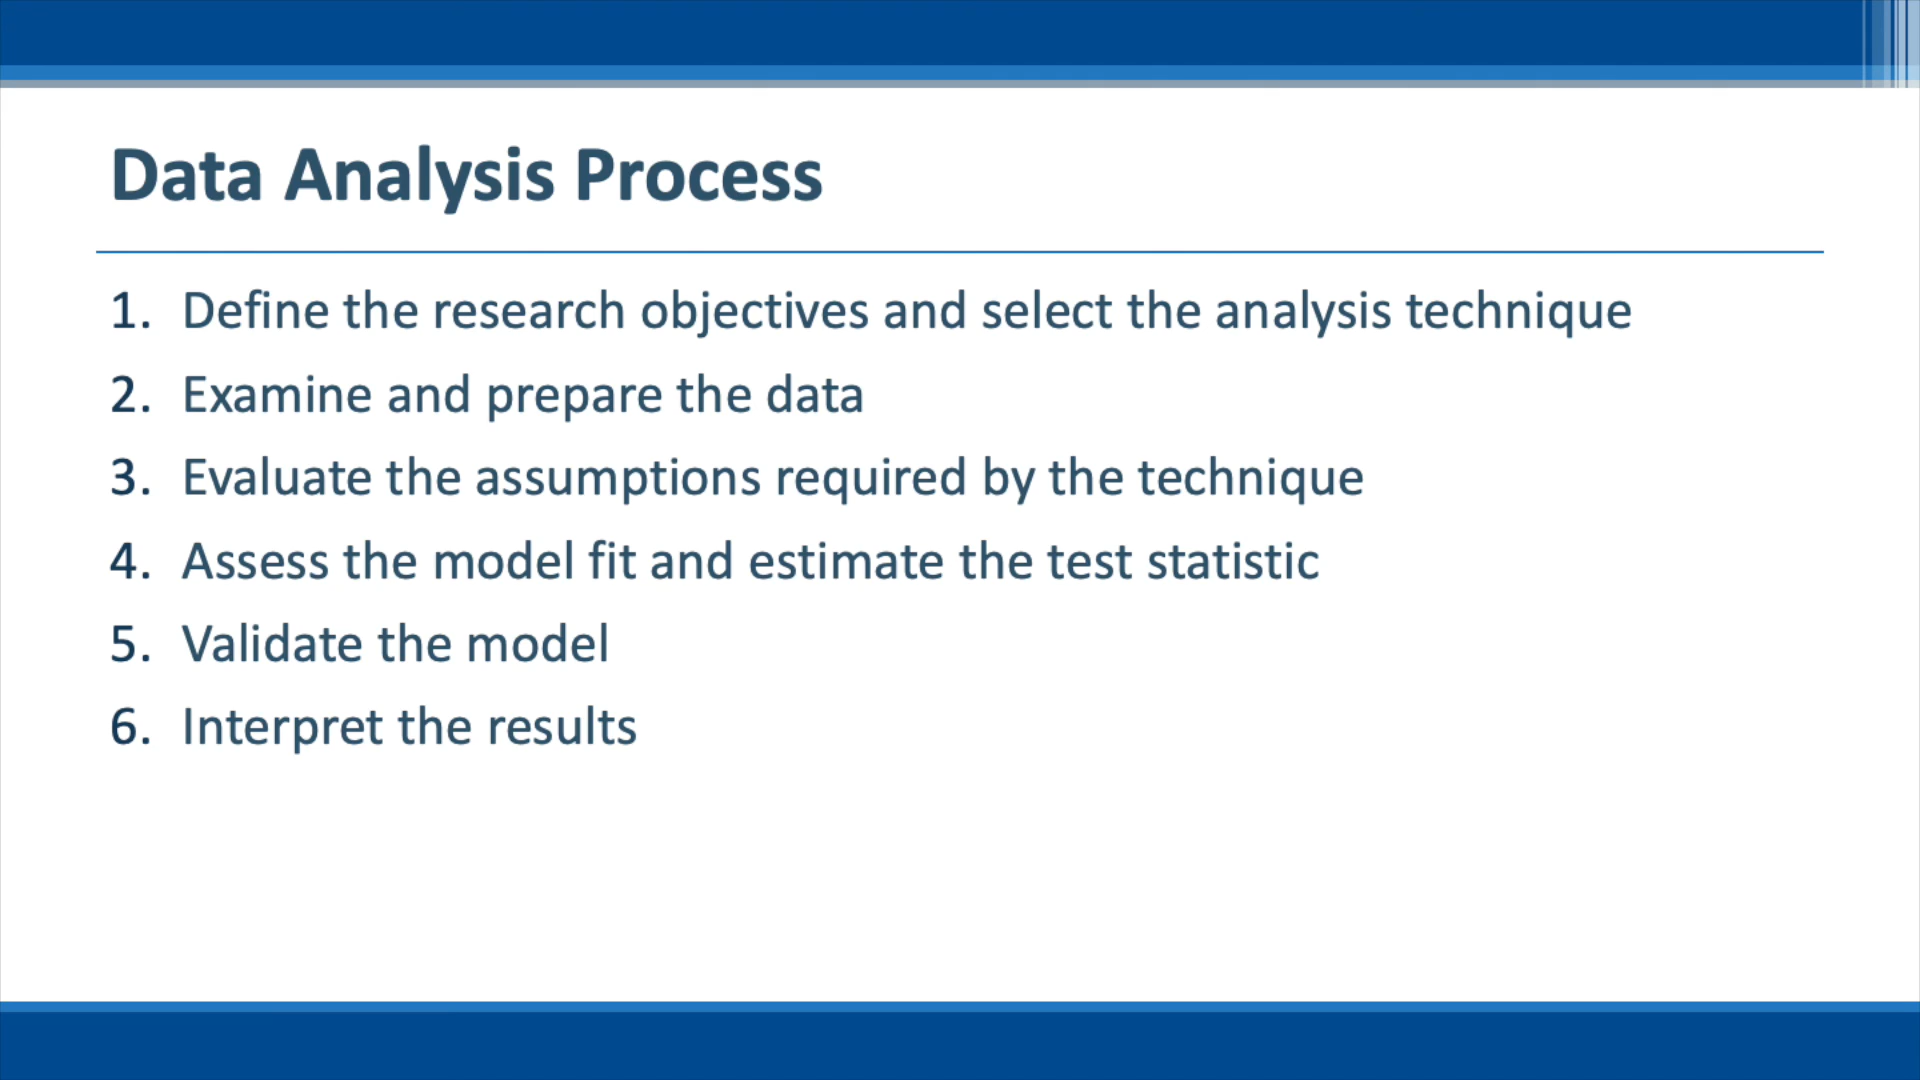 Data Analysis Process
1. Define the research objectives and select the analysis technique
2. Examine and prepare the data
3. Evaluate the assumptions required by the technique
4. Assess the model fit and estimate the test statistic
5. Validate the model
6. Interpret the results